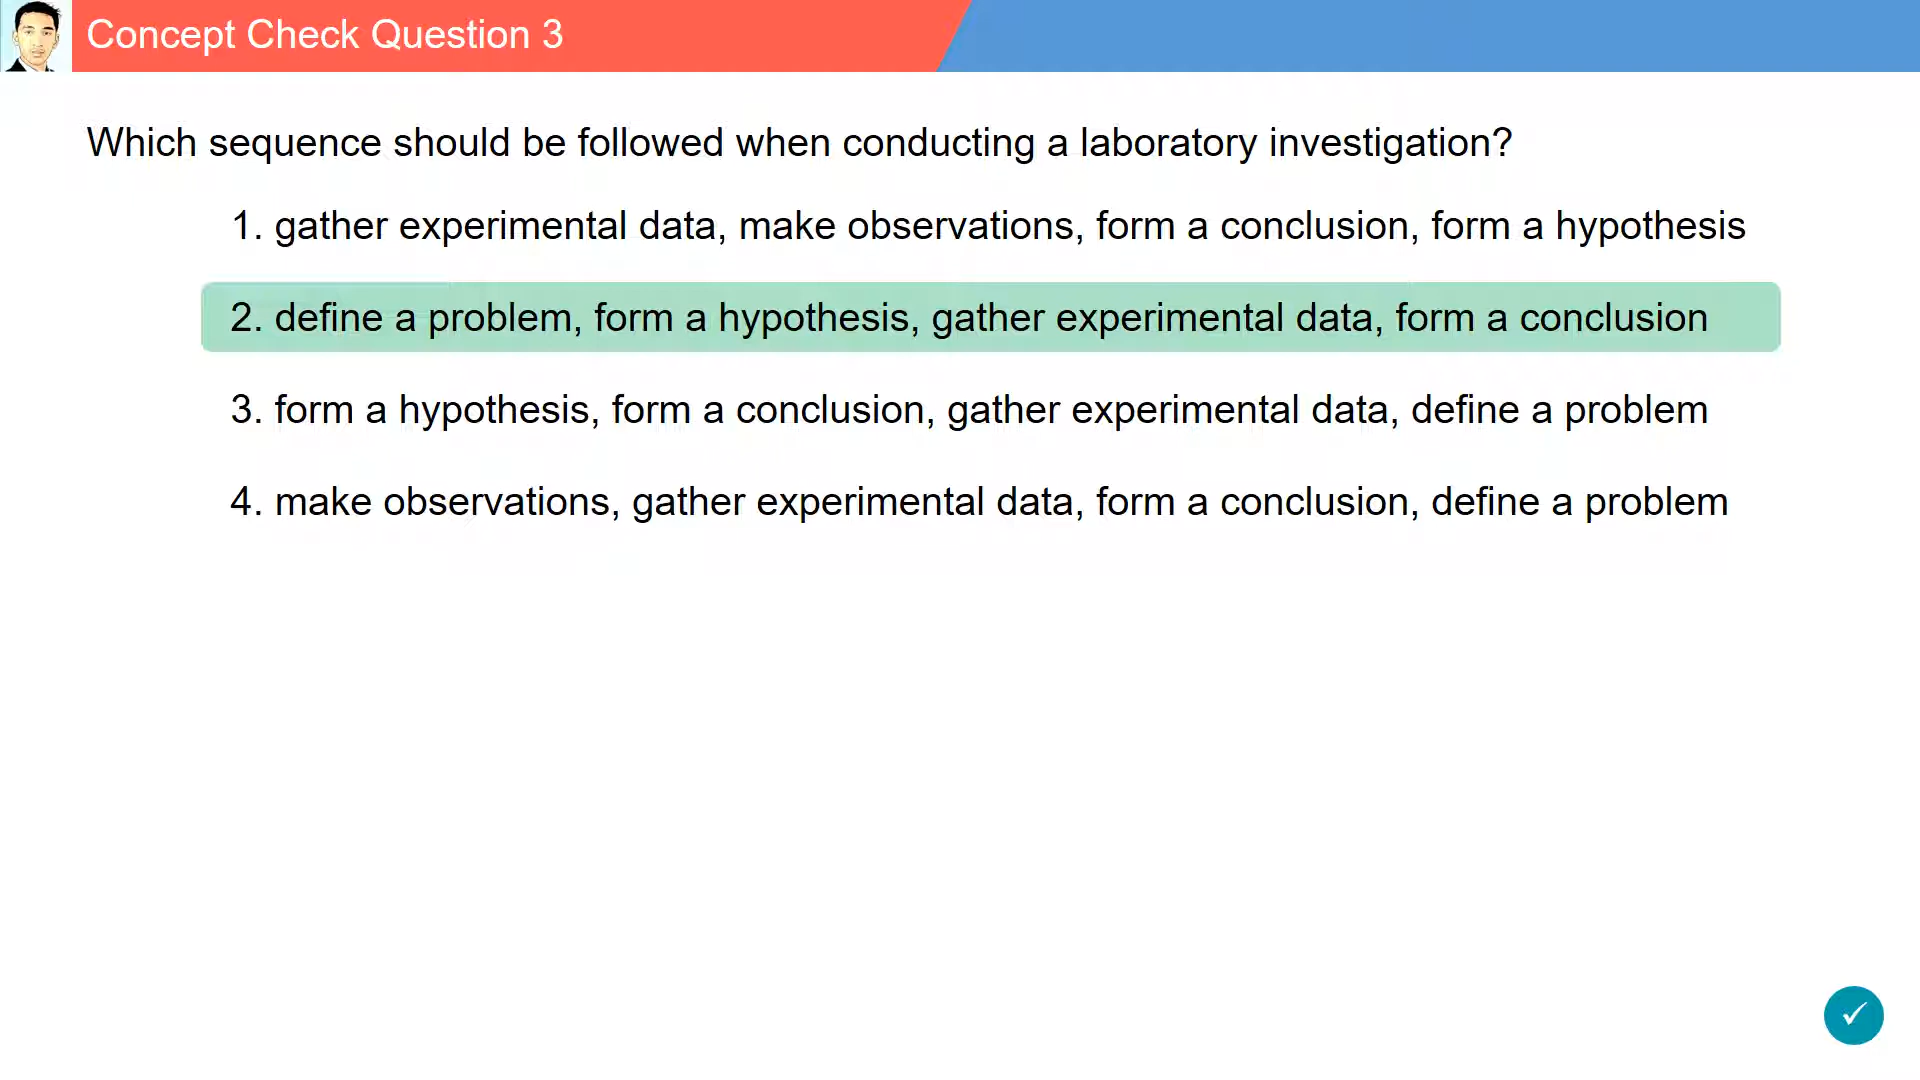 Concept Check Question 3
Which sequence should be followed when conducting a laboratory investigation?
1. gather experimental data, make observations, form a conclusion, form a hypothesis
2. define a problem, form a hypothesis, gather experimental data, form a conclusion
3. form a hypothesis, form a conclusion, gather experimental data, define a problem
4. make observations, gather experimental data, form a conclusion, define a problem